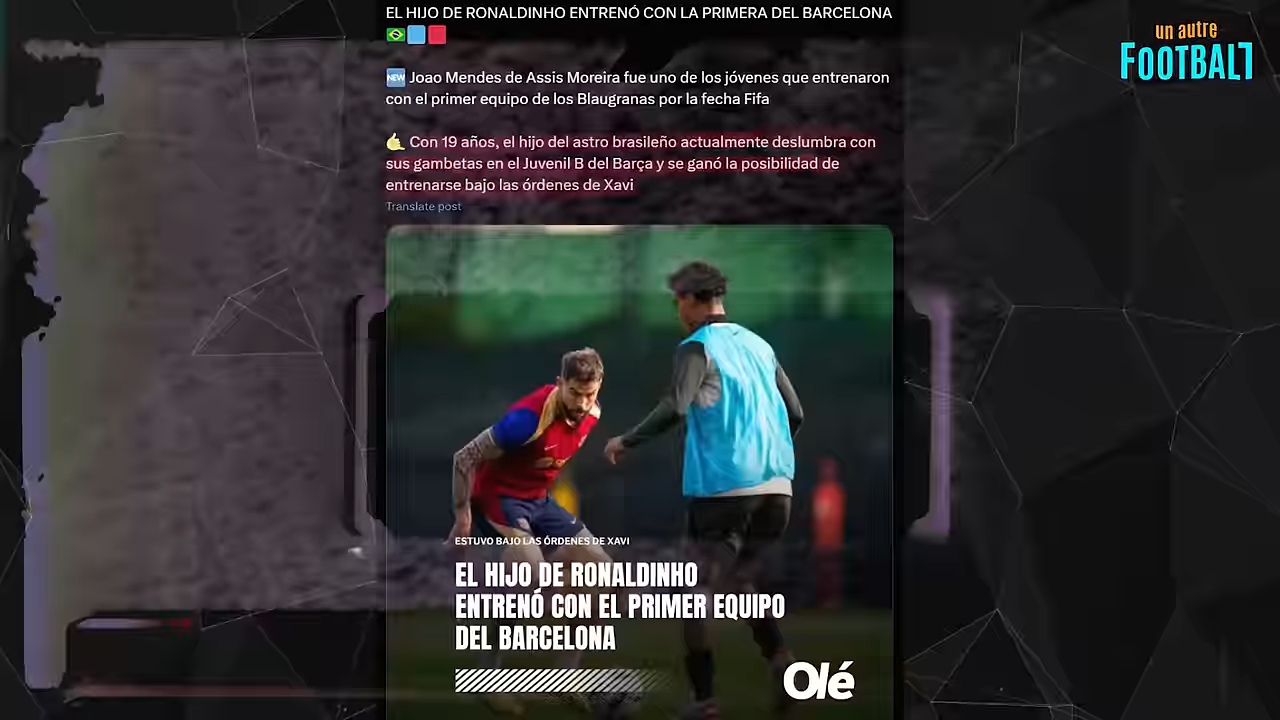 EL HIJO DE RONALDINHO ENTRENÓ CON LA PRIMERA DEL BARCELONA
un autre
FOOTBALL
NEW Joao Mendes de Assis Moreira fue uno de los jóvenes que entrenaron
con el primer equipo de los Blaugranas por la fecha Fifa
Con 19 años, el hijo del astro brasileño actualmente deslumbra con
sus gambetas en el Juvenil B del Barça y se ganó la posibilidad de
entrenarse bajo las órdenes de Xavi
Translate post
ESTUVO BAJO LAS ÓRDENES DE XAVI
EL HIJO DE RONALDINHO
ENTRENÓ CON EL PRIMER EQUIPO
DEL BARCELONA
Olé